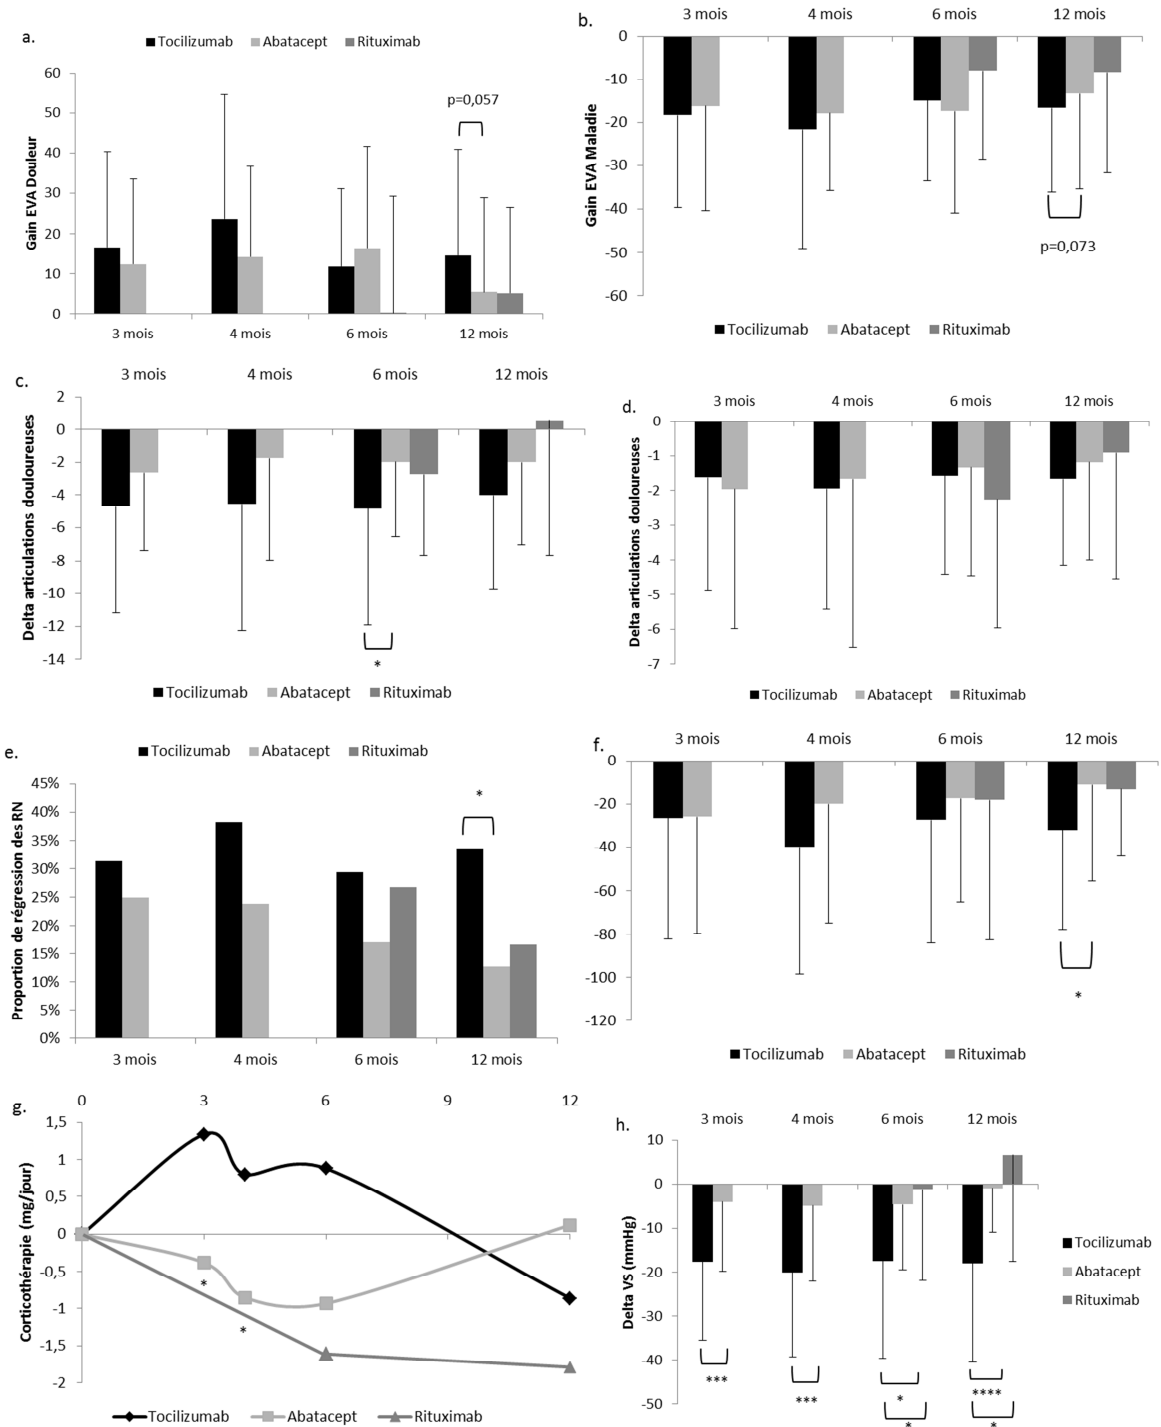 a.
Tocilizumab Abatacept Rituximab
60
50
40
30
20
10
0
Gain EVA Douleur
p=0,057
3 mois 4 mois 6 mois 12 mois
b.
3 mois 4 mois 6 mois 12 mois
0
-10
-20
-30
-40
-50
-60
Gain EVA Maladie
p=0,073
Tocilizumab Abatacept Rituximab
c.
3 mois 4 mois 6 mois 12 mois
2
0
-2
-4
-6
-8
-10
-12
-14
Delta articulations douloureuses
*
Tocilizumab Abatacept Rituximab
d.
3 mois 4 mois 6 mois 12 mois
0
-1
-2
-3
-4
-5
-6
-7
Delta articulations douloureuses
Tocilizumab Abatacept Rituximab
e.
Tocilizumab Abatacept Rituximab
45%
40%
35%
30%
25%
20%
15%
10%
5%
0%
Proportion de régression des RN
*
3 mois 4 mois 6 mois 12 mois
f.
3 mois 4 mois 6 mois 12 mois
0
-20
-40
-60
-80
-100
-120
*
Tocilizumab Abatacept Rituximab
g.
0 3 6 9 12
1,5
1
0,5
0
-0,5
-1
-1,5
-2
Corticothérapie (mg/jour)
*
*
Tocilizumab Abatacept Rituximab
h.
3 mois 4 mois 6 mois 12 mois
10
0
-10
-20
-30
-40
-50
Delta VS (mmHg)
Tocilizumab
Abatacept
Rituximab
*** *** * ****
* *